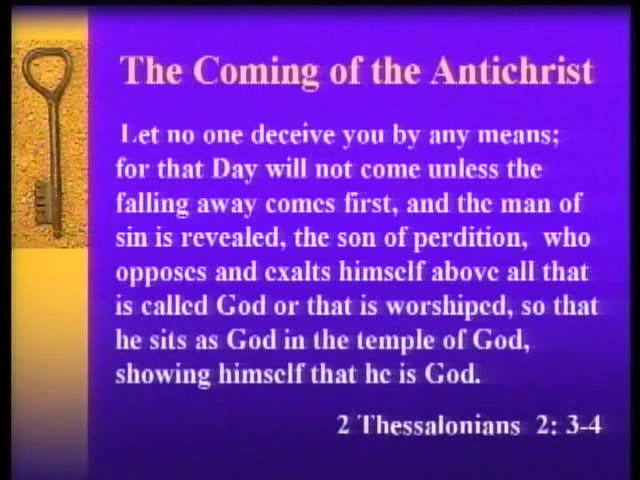 The Coming of the Antichrist
Let no one deceive you by any means;
for that Day will not come unless the
falling away comes first, and the man of
sin is revealed, the son of perdition, who
opposes and exalts himself above all that
is called God or that is worshiped, so that
he sits as God in the temple of God,
showing himself that he is God.
2 Thessalonians 2: 3-4